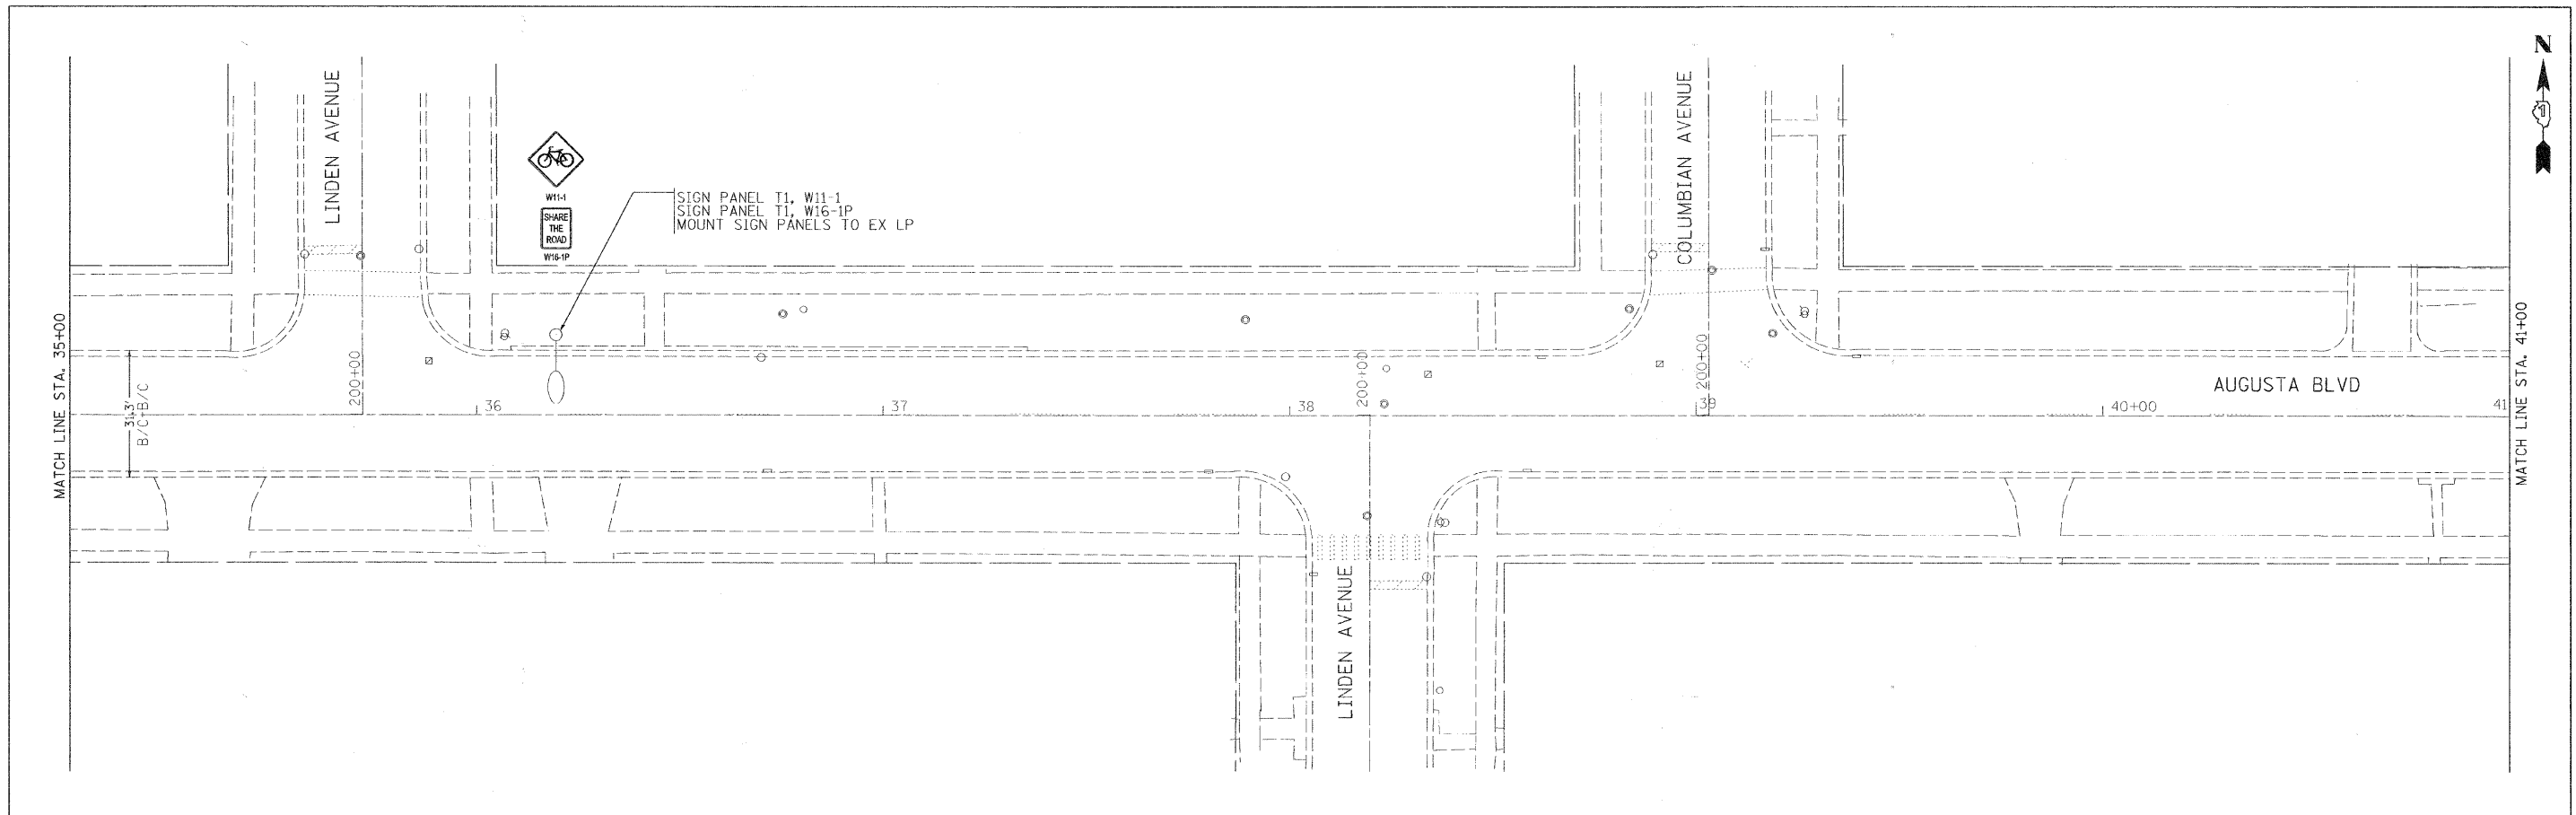 N
LINDEN AVENUE
COLUMBIAN AVENUE
W11-1
SHARE
THE
ROAD
W16-1P
SIGN PANEL T1, W11-1
SIGN PANEL T1, W16-1P
MOUNT SIGN PANELS TO EX LP
MATCH LINE STA. 35+00
31.3'
B/C-B/C
200+00
36
37
38
200+00
200+00
39
40+00
41
AUGUSTA BLVD
MATCH LINE STA. 41+00
LINDEN AVENUE